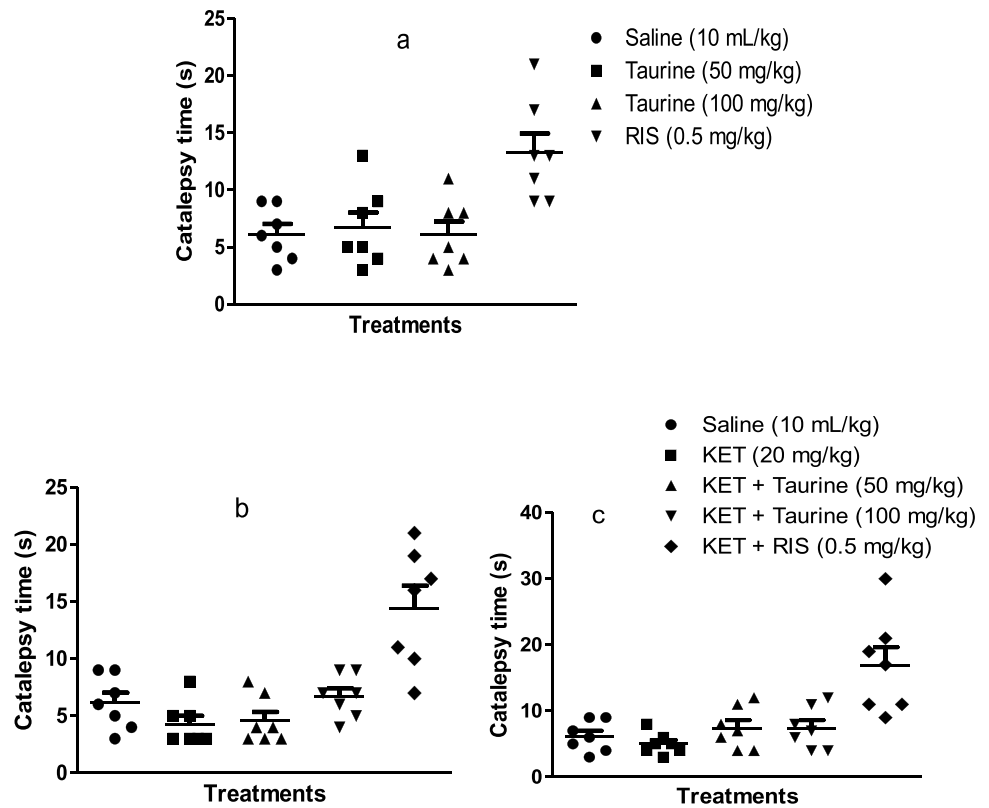 a
25
20
15
10
5
0
Catalepsy time (s)
Treatments
Saline (10 mL/kg)
Taurine (50 mg/kg)
Taurine (100 mg/kg)
RIS (0.5 mg/kg)
b
25
20
15
10
5
0
Catalepsy time (s)
Treatments
Saline (10 mL/kg)
KET (20 mg/kg)
KET + Taurine (50 mg/kg)
KET + Taurine (100 mg/kg)
KET + RIS (0.5 mg/kg)
c
40
30
20
10
0
Catalepsy time (s)
Treatments